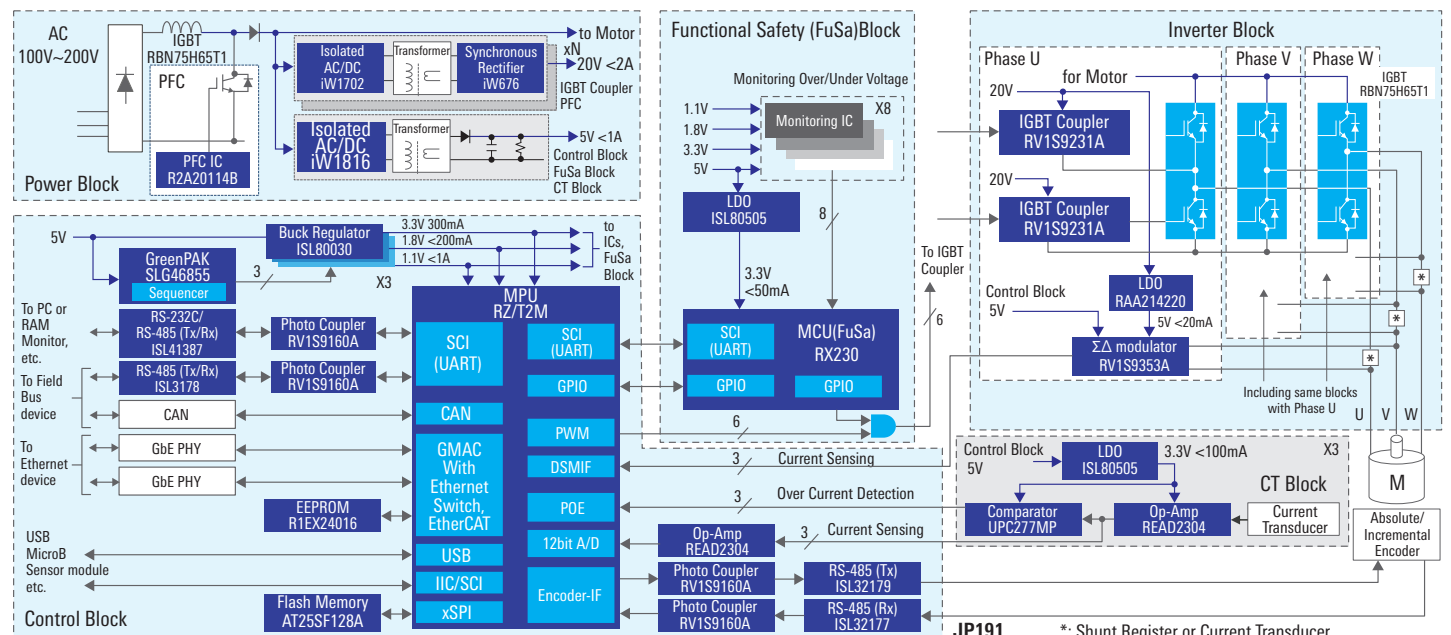 AC
100V~200V
IGBT
RBN75H65T1
PFC
PFC IC
R2A20114B
Power Block
to Motor
Isolated
AC/DC
iW1702
Transformer
Synchronous
Rectifier
iW676
xN
20V <2A
IGBT Coupler
PFC
Isolated
AC/DC
iW1816
Transformer
5V <1A
Control Block
FuSa Block
CT Block
Functional Safety (FuSa)Block
Monitoring Over/Under Voltage
1.1V
1.8V
3.3V
5V
Monitoring IC
X8
LDO
ISL80505
8
3.3V
<50mA
SCI
(UART)
MCU(FuSa)
RX230
GPIO
GPIO
6
To IGBT
Coupler
6
Inverter Block
Phase U
Phase V
Phase W
for Motor
IGBT
RBN75H65T1
20V
IGBT Coupler
RV1S9231A
20V
IGBT Coupler
RV1S9231A
LDO
RAA214220
Control Block
5V
5V <20mA
ΣΔ modulator
RV1S9353A
Including same blocks
with Phase U
*
*
*
U
V
W
M
Absolute/
Incremental
Encoder
5V
Buck Regulator
ISL80030
3.3V 300mA
1.8V <200mA
1.1V <1A
to
ICs,
FuSa
Block
X3
GreenPAK
SLG46855
Sequencer
3
To PC or
RAM
Monitor,
etc.
RS-232C/
RS-485 (Tx/Rx)
ISL41387
Photo Coupler
RV1S9160A
To Field
Bus
device
RS-485 (Tx/Rx)
ISL3178
Photo Coupler
RV1S9160A
CAN
To
Ethernet
device
GbE PHY
GbE PHY
EEPROM
R1EX24016
USB
MicroB
Sensor module
etc.
Flash Memory
AT25SF128A
Control Block
MPU
RZ/T2M
SCI
(UART)
CAN
GMAC
With
Ethernet
Switch,
EtherCAT
USB
IIC/SCI
xSPI
SCI
(UART)
GPIO
PWM
DSMIF
POE
12bit A/D
Encoder-IF
3
Current Sensing
3
Over Current Detection
Op-Amp
READ2304
3
Current Sensing
Photo Coupler
RV1S9160A
RS-485 (Tx)
ISL32179
Photo Coupler
RV1S9160A
RS-485 (Rx)
ISL32177
Control Block
5V
LDO
ISL80505
3.3V <100mA
X3
CT Block
Comparator
UPC277MP
Op-Amp
READ2304
Current
Transducer
JP191
*: Shunt Register or Current Transducer